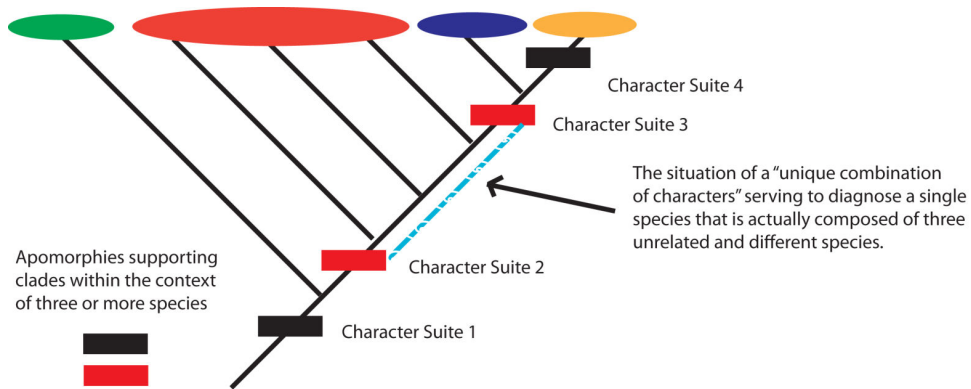 Character Suite 4
Character Suite 3
The situation of a "unique combination
of characters" serving to diagnose a single
species that is actually composed of three
unrelated and different species.
Character Suite 2
Apomorphies supporting
clades within the context
of three or more species
Character Suite 1